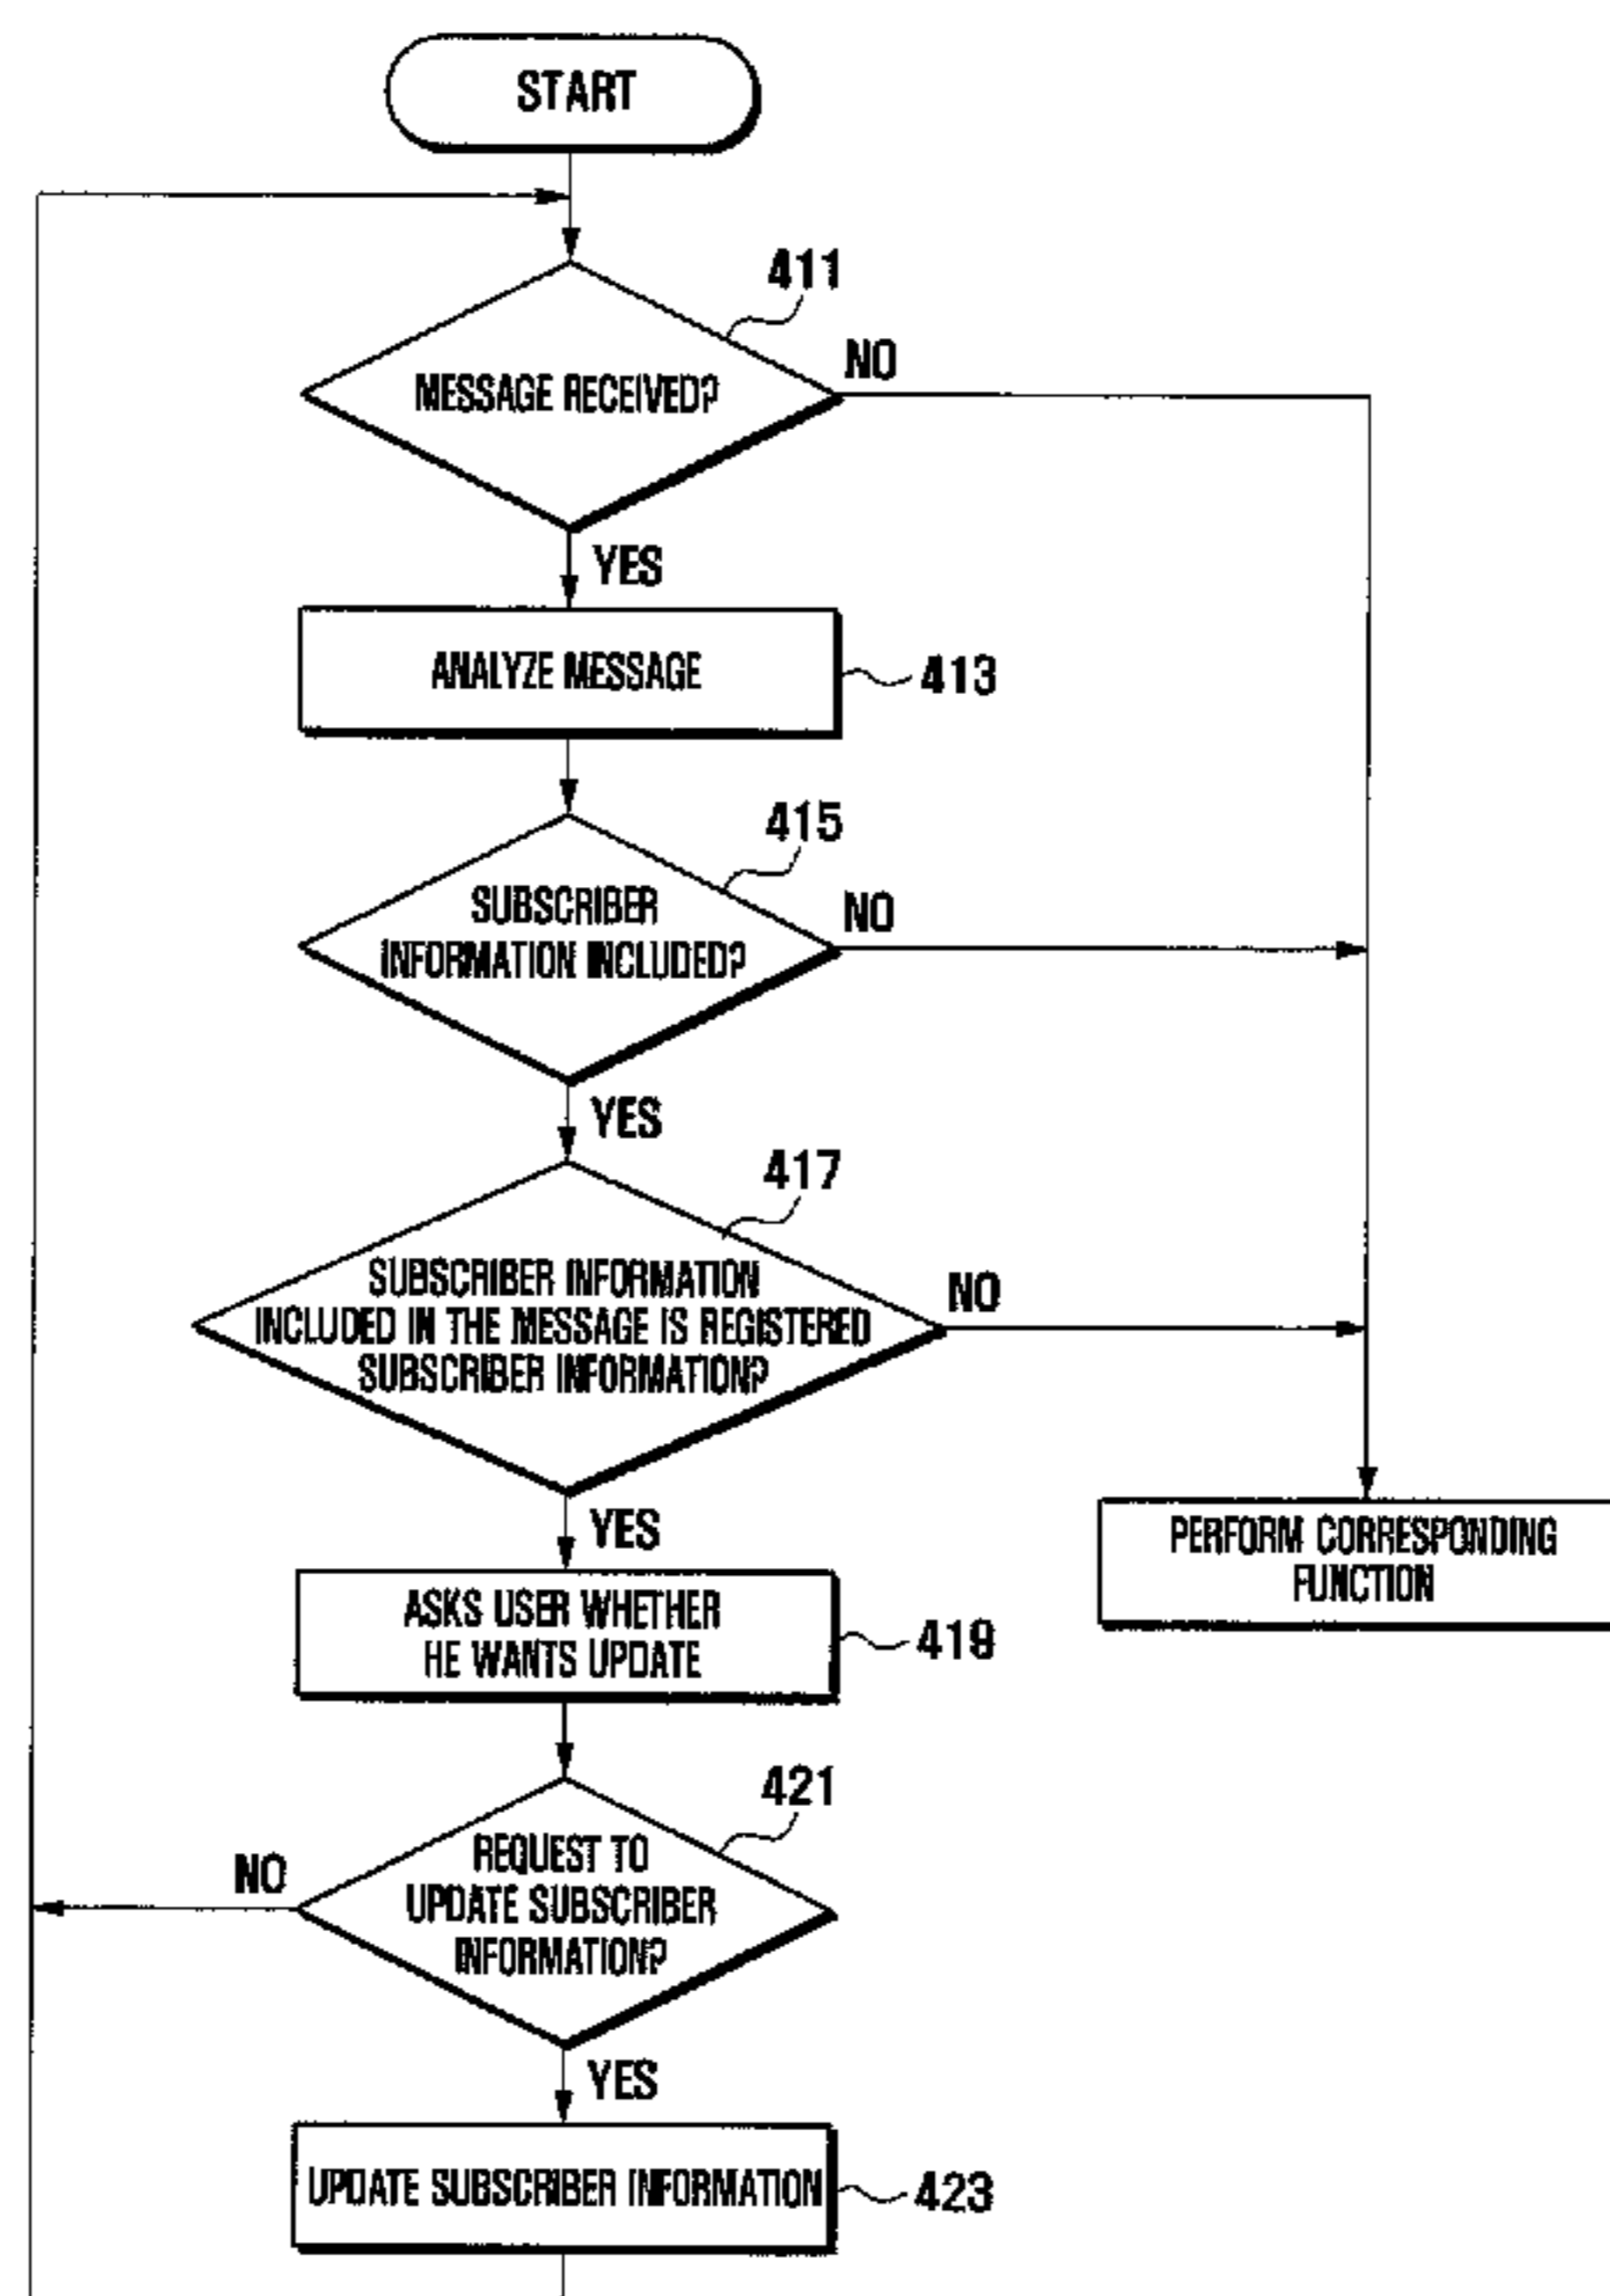 START
411
MESSAGE RECEIVED?
NO
YES
ANALYZE MESSAGE
413
415
SUBSCRIBER
INFORMATION INCLUDED?
NO
YES
417
SUBSCRIBER INFORMATION
INCLUDED IN THE MESSAGE IS REGISTERED
SUBSCRIBER INFORMATION?
NO
YES
PERFORM CORRESPONDING
FUNCTION
ASKS USER WHETHER
HE WANTS UPDATE
419
421
REQUEST TO
UPDATE SUBSCRIBER
INFORMATION?
NO
YES
UPDATE SUBSCRIBER INFORMATION
423